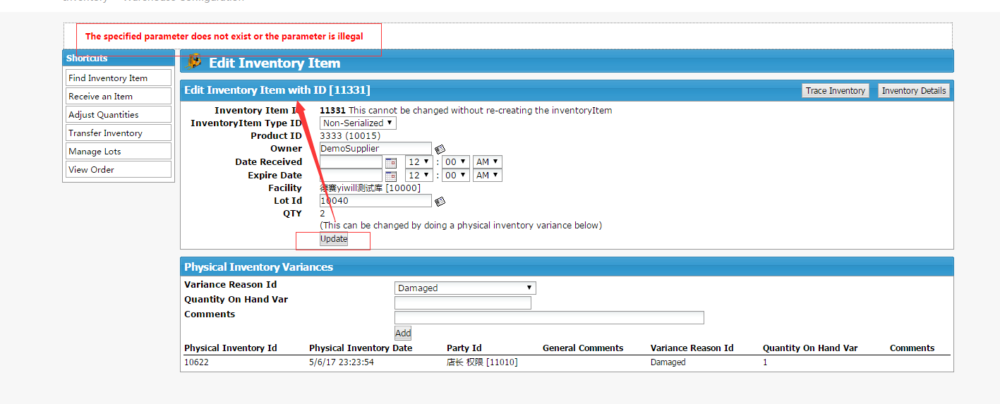 Inventory    Warehouse Configuration
The specified parameter does not exist or the parameter is illegal
Shortcuts
Find Inventory Item
Receive an Item
Adjust Quantities
Transfer Inventory
Manage Lots
View Order
Edit Inventory Item
Edit Inventory Item with ID [11331]
Trace Inventory
Inventory Details
Inventory Item ID 11331 This cannot be changed without re-creating the inventoryItem
InventoryItem Type ID Non-Serialized
Product ID 3333 (10015)
Owner DemoSupplier
Date Received 12 : 00 AM
Expire Date 12 : 00 AM
Facility 德赛yiwill测试库 [10000]
Lot Id 10040
QTY 2
(This can be changed by doing a physical inventory variance below)
Update
Physical Inventory Variances
Variance Reason Id Damaged
Quantity On Hand Var
Comments
Add
Physical Inventory Id Physical Inventory Date Party Id General Comments Variance Reason Id Quantity On Hand Var Comments
10622 5/6/17 23:23:54 店长 权限 [11010] Damaged 1